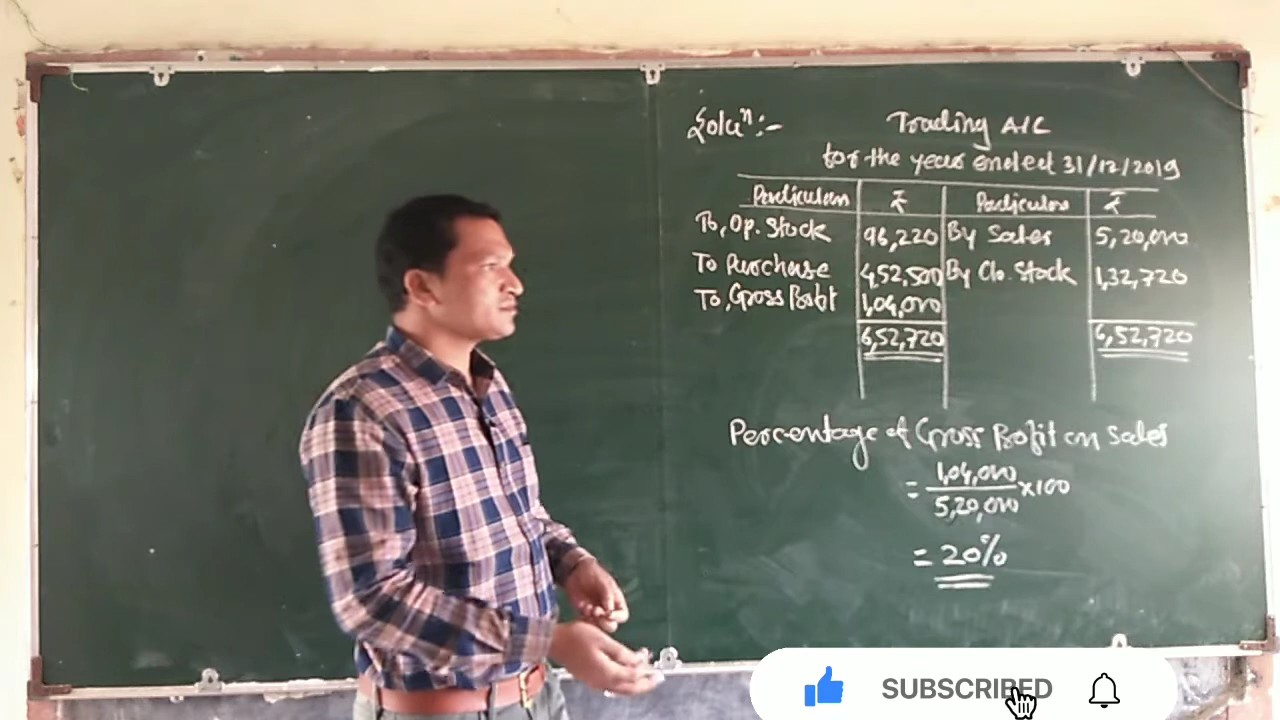 Soluⁿ:-
Trading A/C
for the year ended 31/12/2019
Particulars ₹ Particulars ₹
To, Op. Stock 96,220 By Sales 5,20,000
To Purchase 4,52,500 By Clo. Stock 1,32,720
To, Gross Profit 1,04,000
6,52,720 6,52,720
Percentage of Gross Profit on Sales
= 1,04,000 / 5,20,000 ×100
= 20%
SUBSCRIBED